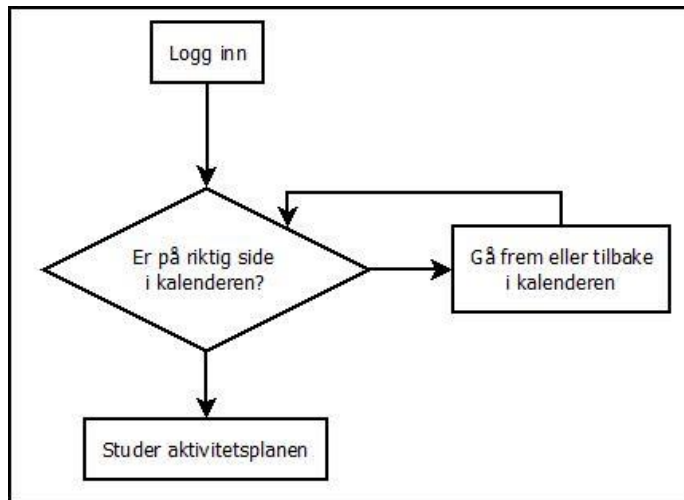 Logg inn
Er på riktig side
i kalenderen?
Gå frem eller tilbake
i kalenderen
Studer aktivitetsplanen